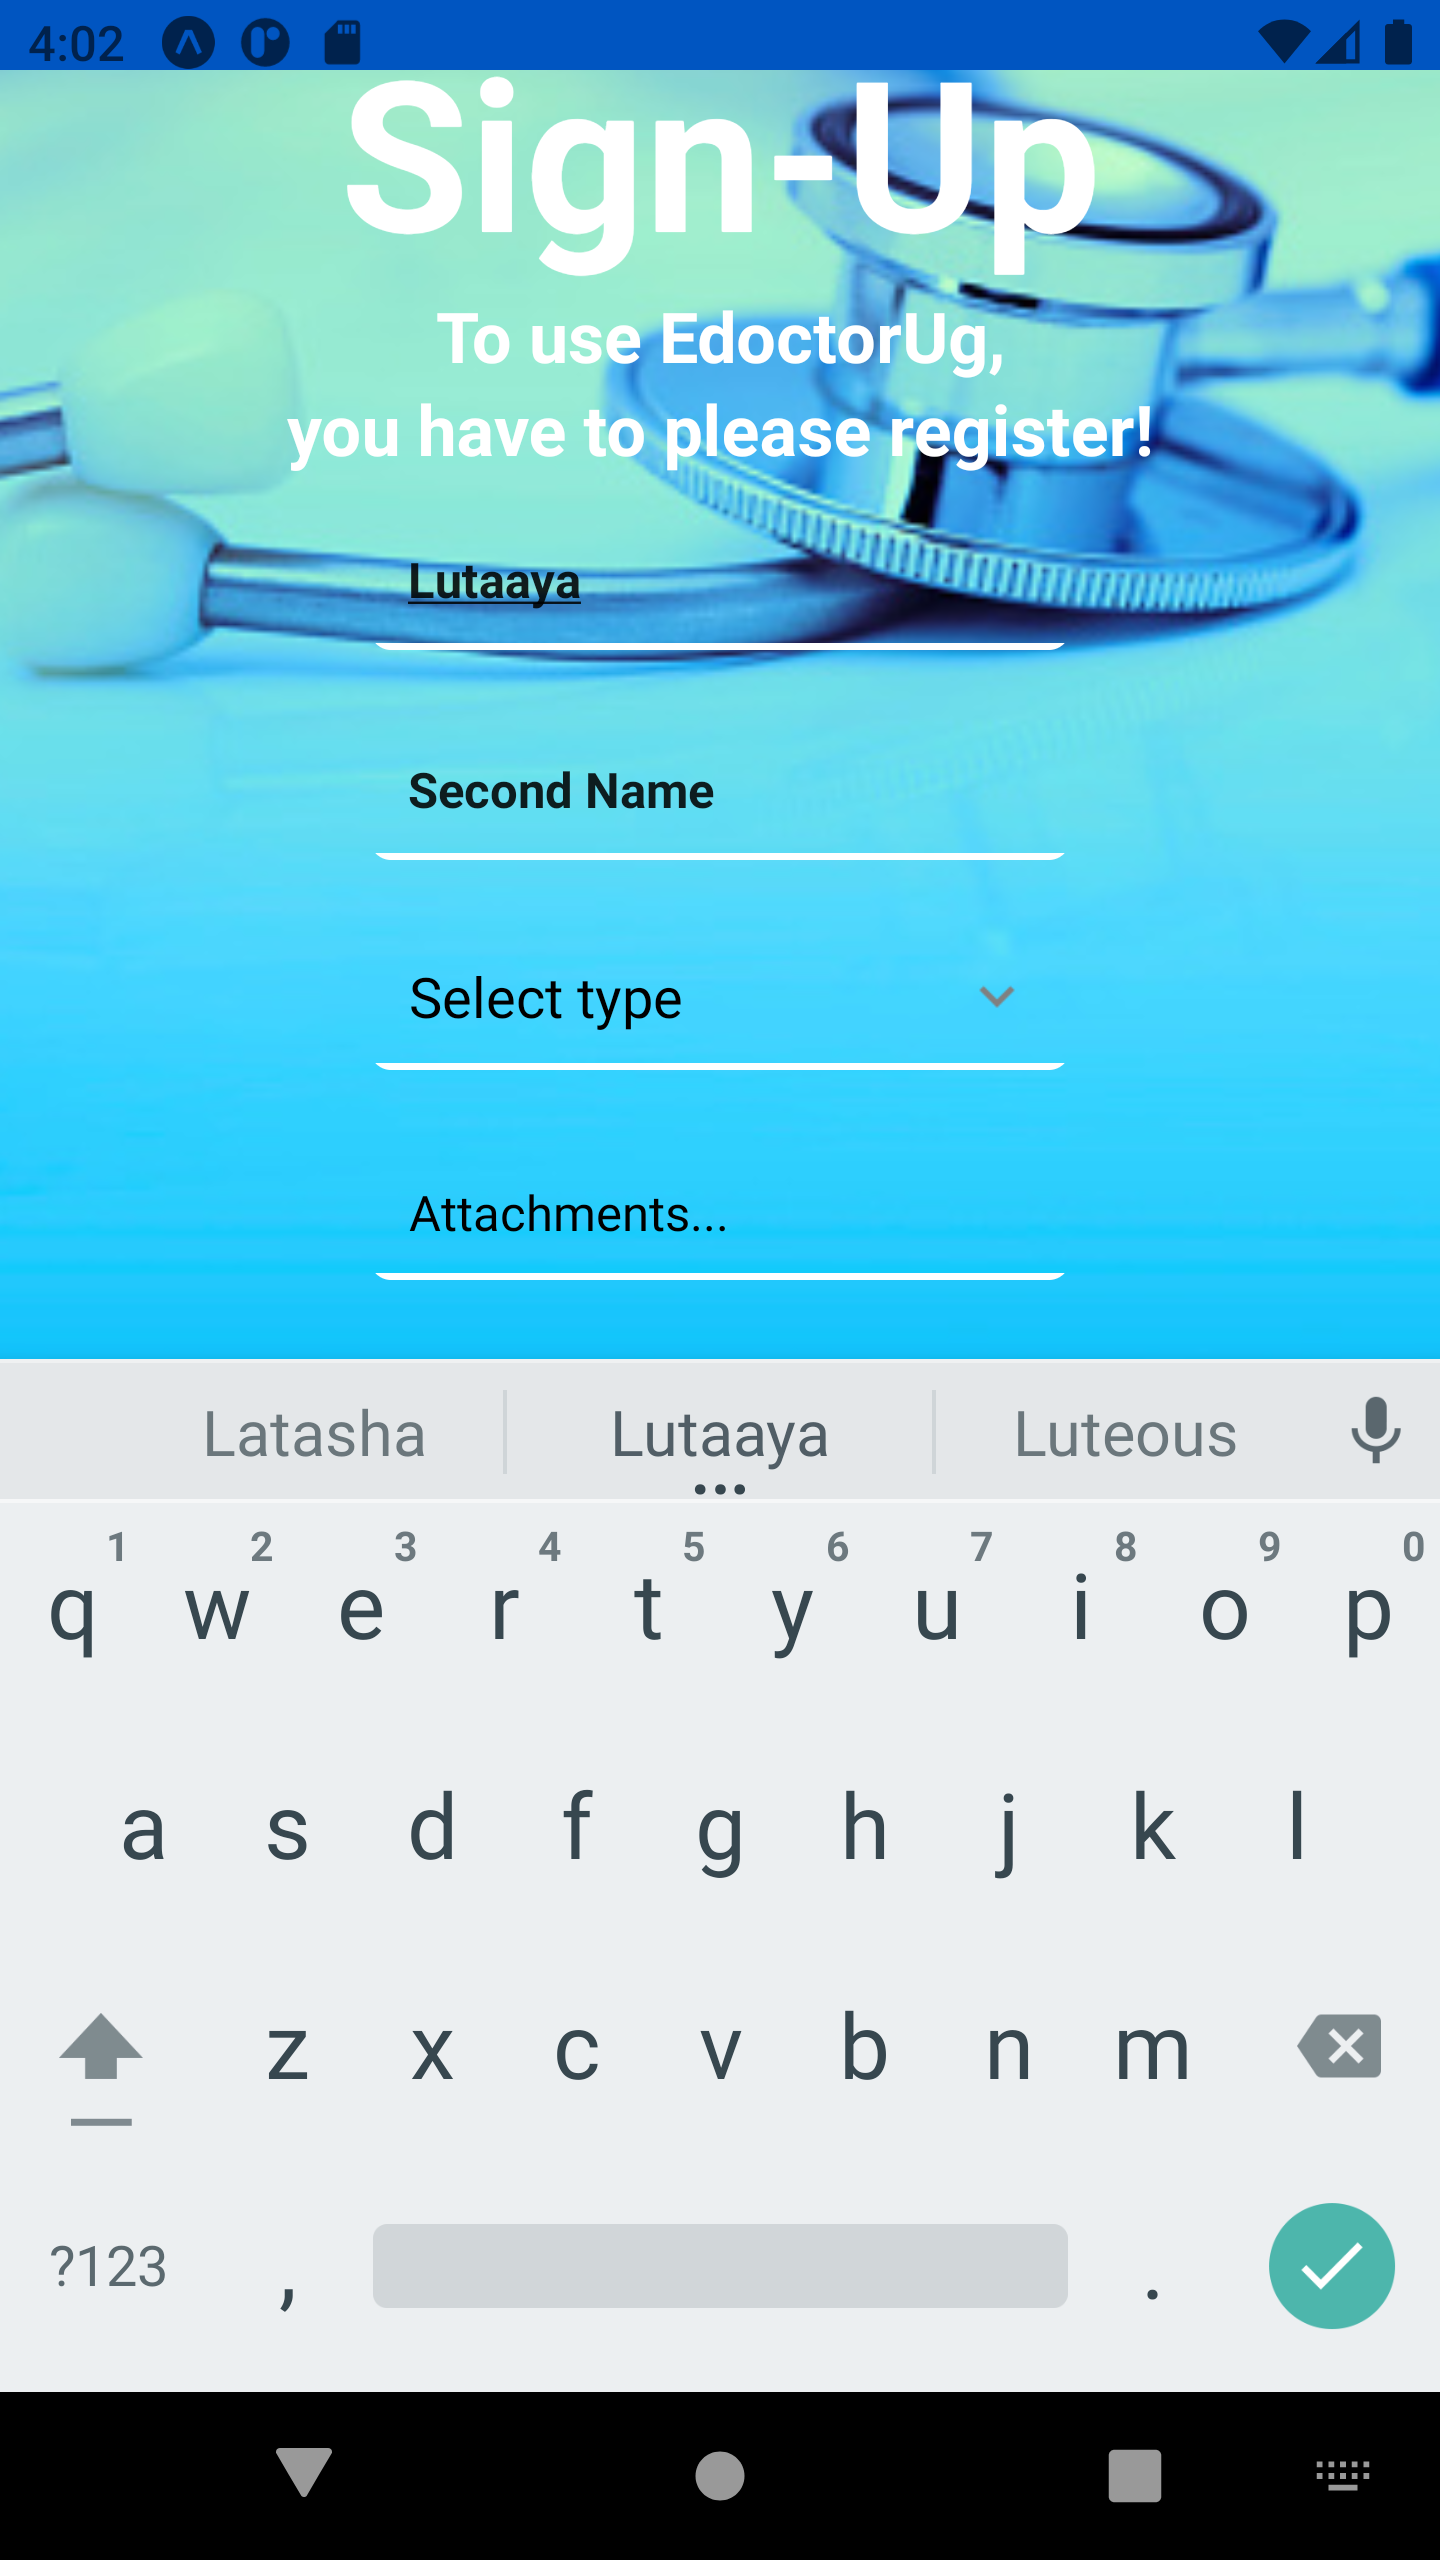 4:02
Sign-Up
To use EdoctorUg,
you have to please register!
Lutaaya
Second Name
Select type
Attachments...
Latasha Lutaaya Luteous
1 2 3 4 5 6 7 8 9 0
q w e r t y u i o p
a s d f g h j k l
z x c v b n m
?123 , .